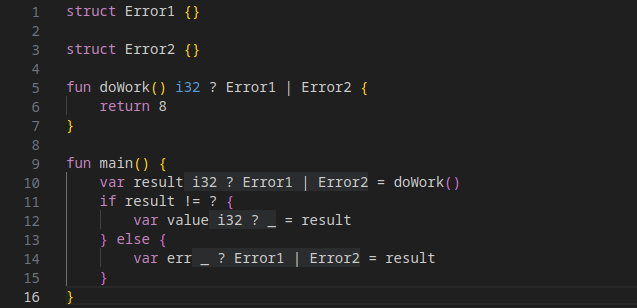 1 struct Error1 {}
2
3 struct Error2 {}
4
5 fun doWork() i32 ? Error1 | Error2 {
6     return 8
7 }
8
9 fun main() {
10     var result i32 ? Error1 | Error2 = doWork()
11     if result != ? {
12         var value i32 ? _ = result
13     } else {
14         var err _ ? Error1 | Error2 = result
15     }
16 }